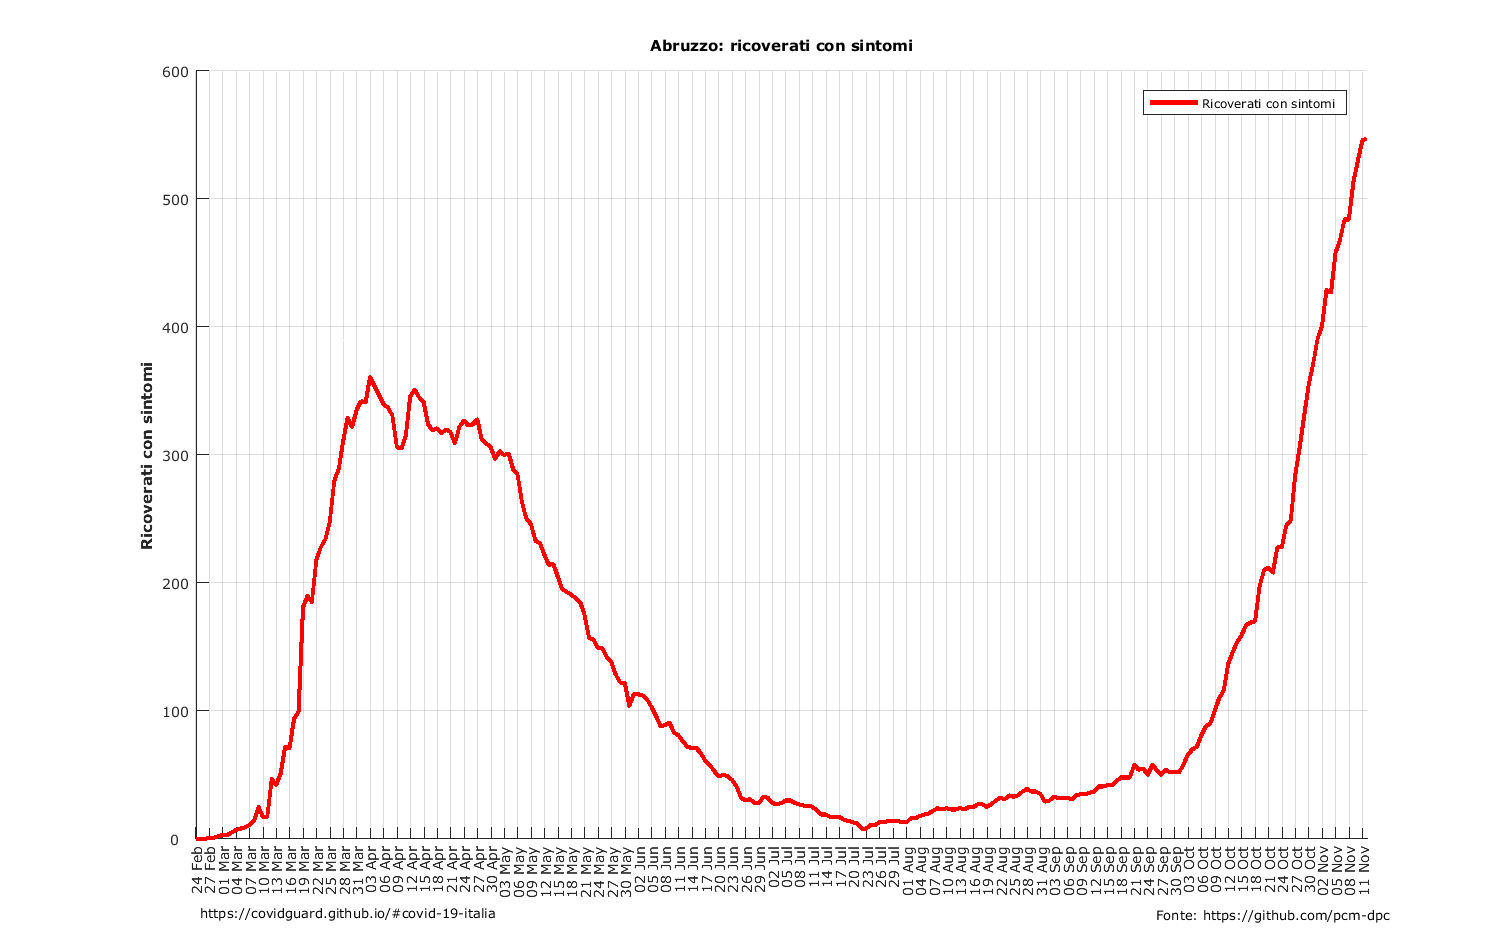 Abruzzo: ricoverati con sintomi
Ricoverati con sintomi
Ricoverati con sintomi
600
500
400
300
200
100
0
24 Feb
27 Feb
01 Mar
04 Mar
07 Mar
10 Mar
13 Mar
16 Mar
19 Mar
22 Mar
25 Mar
28 Mar
31 Mar
03 Apr
06 Apr
09 Apr
12 Apr
15 Apr
18 Apr
21 Apr
24 Apr
27 Apr
30 Apr
03 May
06 May
09 May
12 May
15 May
18 May
21 May
24 May
27 May
30 May
02 Jun
05 Jun
08 Jun
11 Jun
14 Jun
17 Jun
20 Jun
23 Jun
26 Jun
29 Jun
02 Jul
05 Jul
08 Jul
11 Jul
14 Jul
17 Jul
20 Jul
23 Jul
26 Jul
29 Jul
01 Aug
04 Aug
07 Aug
10 Aug
13 Aug
16 Aug
19 Aug
22 Aug
25 Aug
28 Aug
31 Aug
03 Sep
06 Sep
09 Sep
12 Sep
15 Sep
18 Sep
21 Sep
24 Sep
27 Sep
30 Sep
03 Oct
06 Oct
09 Oct
12 Oct
15 Oct
18 Oct
21 Oct
24 Oct
27 Oct
30 Oct
02 Nov
05 Nov
08 Nov
11 Nov
https://covidguard.github.io/#covid-19-italia
Fonte: https://github.com/pcm-dpc